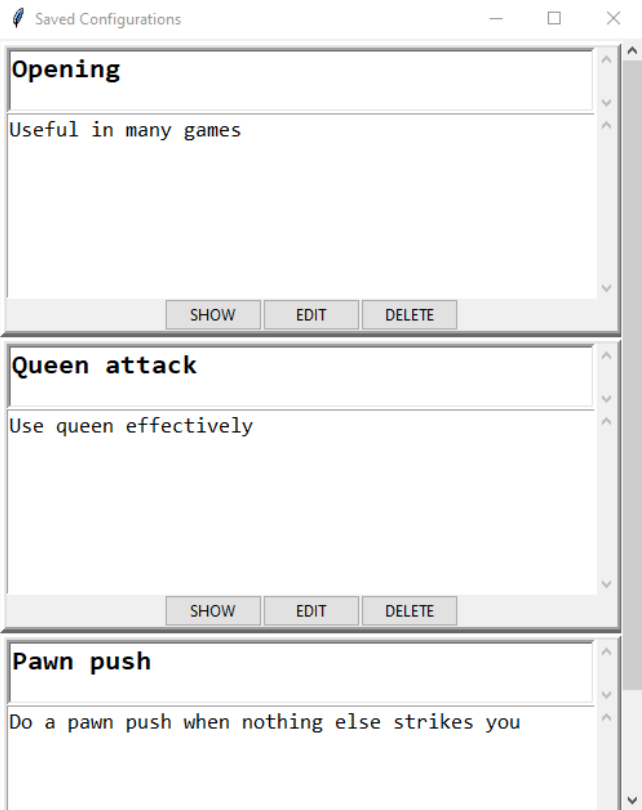 Saved Configurations
Opening
Useful in many games
SHOW EDIT DELETE
Queen attack
Use queen effectively
SHOW EDIT DELETE
Pawn push
Do a pawn push when nothing else strikes you